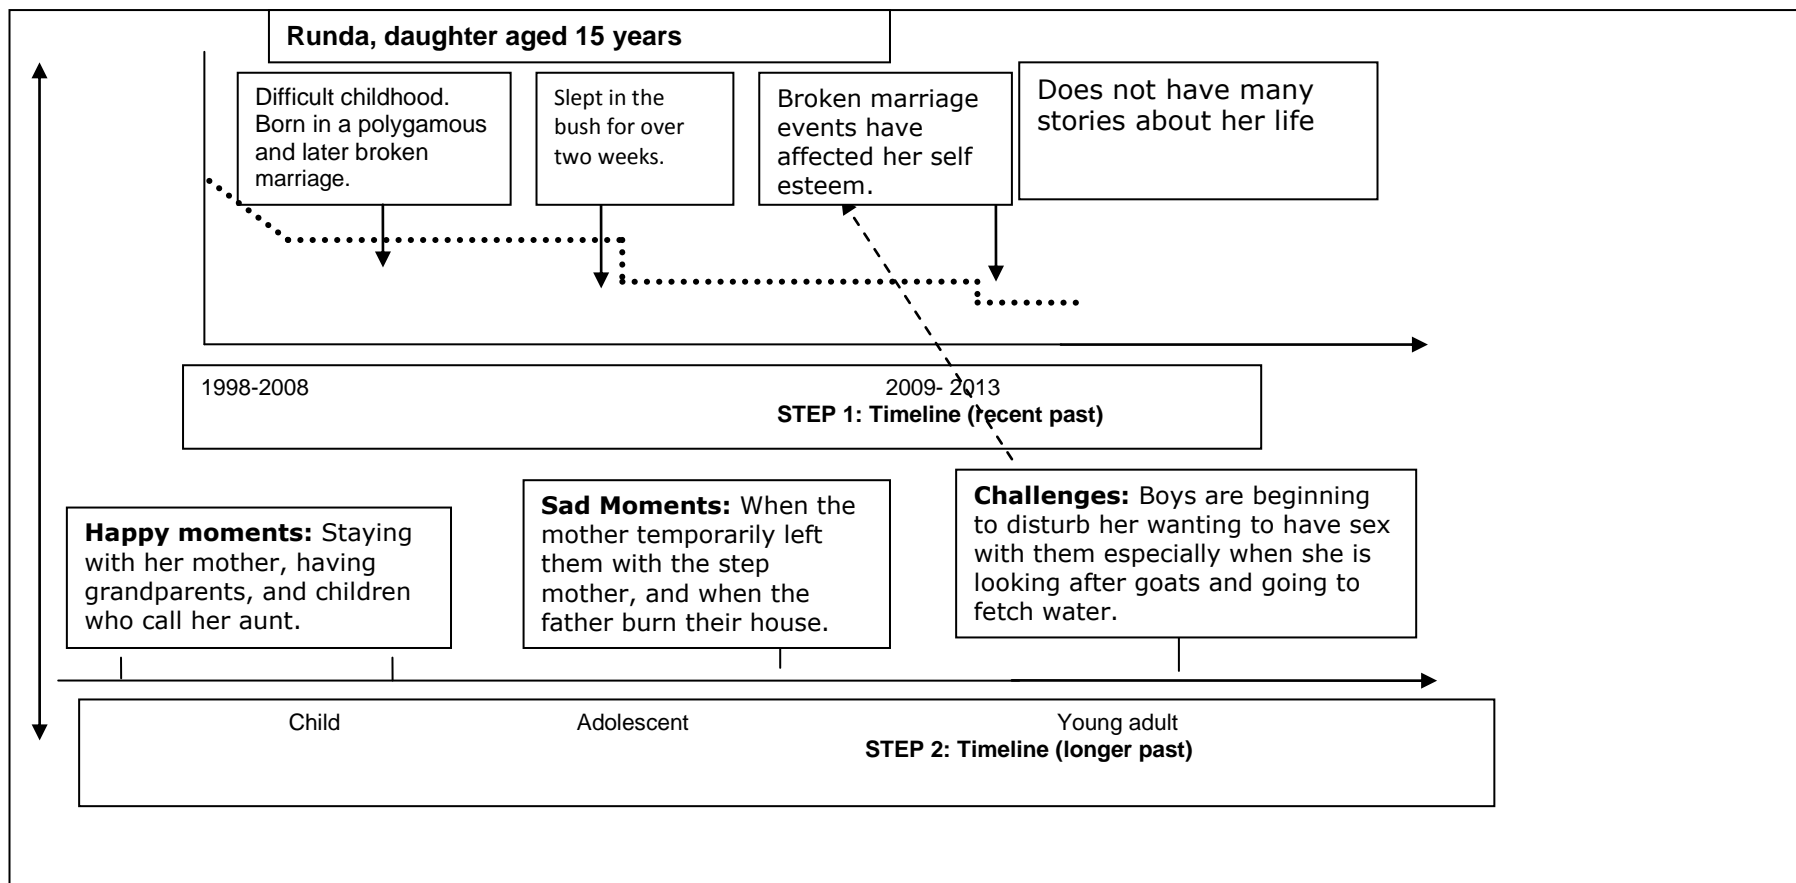 Runda, daughter aged 15 years
Difficult childhood.
Born in a polygamous
and later broken
marriage.
Slept in the
bush for over
two weeks.
Broken marriage
events have
affected her self
esteem.
Does not have many
stories about her life
1998-2008
2009- 2013
STEP 1: Timeline (recent past)
Happy moments: Staying
with her mother, having
grandparents, and children
who call her aunt.
Sad Moments: When the
mother temporarily left
them with the step
mother, and when the
father burn their house.
Challenges: Boys are beginning
to disturb her wanting to have sex
with them especially when she is
looking after goats and going to
fetch water.
Child
Adolescent
Young adult
STEP 2: Timeline (longer past)